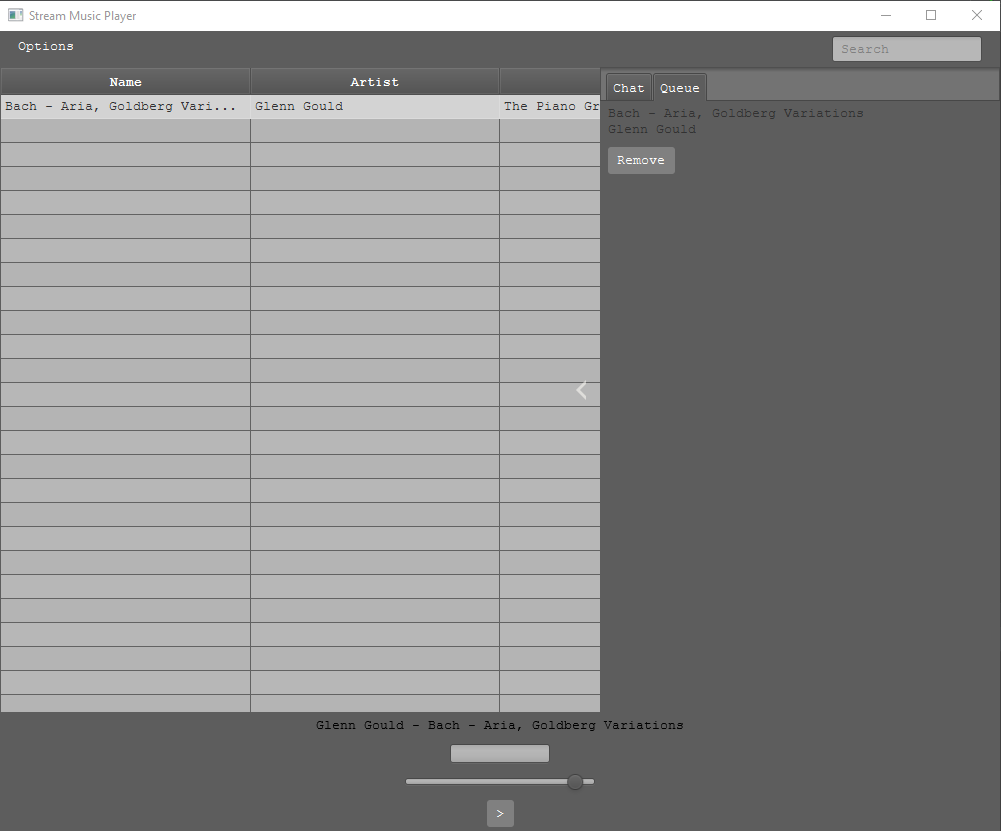 Stream Music Player
Options
Search
Name Artist
Chat Queue
Bach - Aria, Goldberg Vari... Glenn Gould The Piano Gr
Bach - Aria, Goldberg Variations
Glenn Gould
Remove
Glenn Gould - Bach - Aria, Goldberg Variations
>